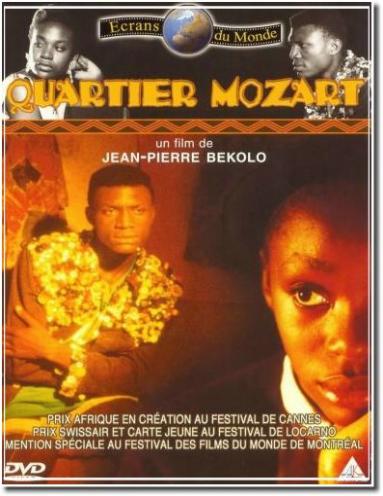 Ecrans du Monde
QUARTIER MOZART
un film de
JEAN-PIERRE BEKOLO
PRIX AFRIQUE EN CRÉATION AU FESTIVAL DE CANNES
PRIX SWISSAIR ET CARTE JEUNE AU FESTIVAL DE LOCARNO
MENTION SPÉCIALE AU FESTIVAL DES FILMS DU MONDE DE MONTRÉAL
DVD